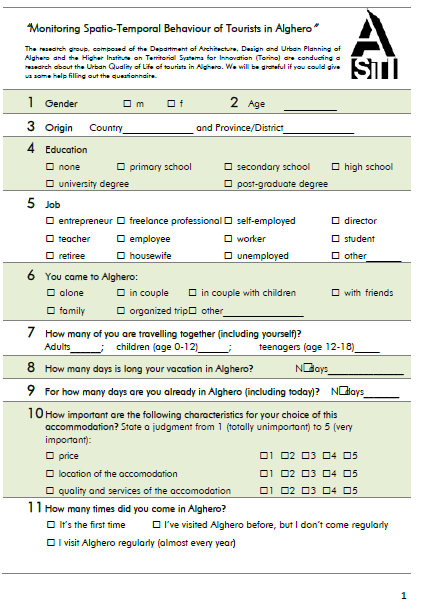 "Monitoring Spatio-Temporal Behaviour of Tourists in Alghero"
The research group, composed of the Department of Architecture, Design and Urban Planning of
Alghero and the Higher Institute on Territorial Systems for Innovation (Torino) are conducting a
research about the Urban Quality of Life of tourists in Alghero. We will be grateful if you could give
us some help filling out the questionnaire.
A
SiTI
1 Gender □ m □ f 2 Age ________
3 Origin Country____________ and Province/District____________
4 Education
□ none □ primary school □ secondary school □ high school
□ university degree □ post-graduate degree
5 Job
□ entrepreneur □ freelance professional □ self-employed □ director
□ teacher □ employee □ worker □ student
□ retiree □ housewife □ unemployed □ other______
6 You came to Alghero:
□ alone □ in couple □ in couple with children □ with friends
□ family □ organized trip □ other______________
7 How many of you are travelling together (including yourself)?
Adults_____; children (age 0-12)_____; teenagers (age 12-18)____
8 How many days is long your vacation in Alghero? N□days____________
9 For how many days are you already in Alghero (including today)? N□days______
10 How important are the following characteristics for your choice of this
accommodation? State a judgment from 1 (totally unimportant) to 5 (very
important):
□ price □1 □2 □3 □4 □5
□ location of the accomodation □1 □2 □3 □4 □5
□ quality and services of the accomodation □1 □2 □3 □4 □5
11 How many times did you come in Alghero?
□ It's the first time □ I've visited Alghero before, but I don't come regularly
□ I visit Alghero regularly (almost every year)
1